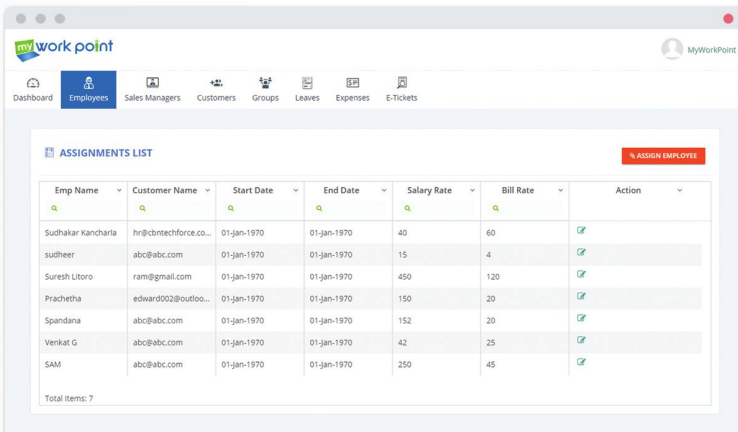 my work point
MyWorkPoint
Dashboard Employees Sales Managers Customers Groups Leaves Expenses E-Tickets
ASSIGNMENTS LIST
ASSIGN EMPLOYEE
Emp Name Customer Name Start Date End Date Salary Rate Bill Rate Action
Sudhakar Kancharla hr@cbntechforce.co... 01-Jan-1970 01-Jan-1970 40 60
sudheer abc@abc.com 01-Jan-1970 01-Jan-1970 15 4
Suresh Litoro ram@gmail.com 01-Jan-1970 01-Jan-1970 450 120
Prachetha edward002@outloo... 01-Jan-1970 01-Jan-1970 150 20
Spandana abc@abc.com 01-Jan-1970 01-Jan-1970 152 20
Venkat G abc@abc.com 01-Jan-1970 01-Jan-1970 42 25
SAM abc@abc.com 01-Jan-1970 01-Jan-1970 250 45
Total Items: 7